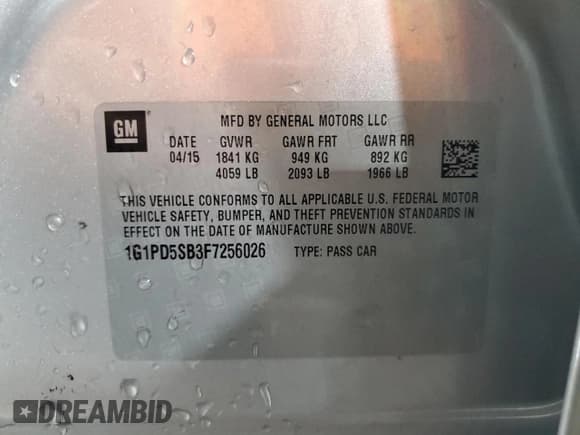 GM
MFD BY GENERAL MOTORS LLC
DATE GVWR GAWR FRT GAWR RR
04/15 1841 KG 949 KG 892 KG
4059 LB 2093 LB 1966 LB
THIS VEHICLE CONFORMS TO ALL APPLICABLE U.S. FEDERAL MOTOR
VEHICLE SAFETY, BUMPER, AND THEFT PREVENTION STANDARDS IN
EFFECT ON THE DATE OF MANUFACTURE SHOWN ABOVE.
1G1PD5SB3F7256026 TYPE: PASS CAR
DREAMBID